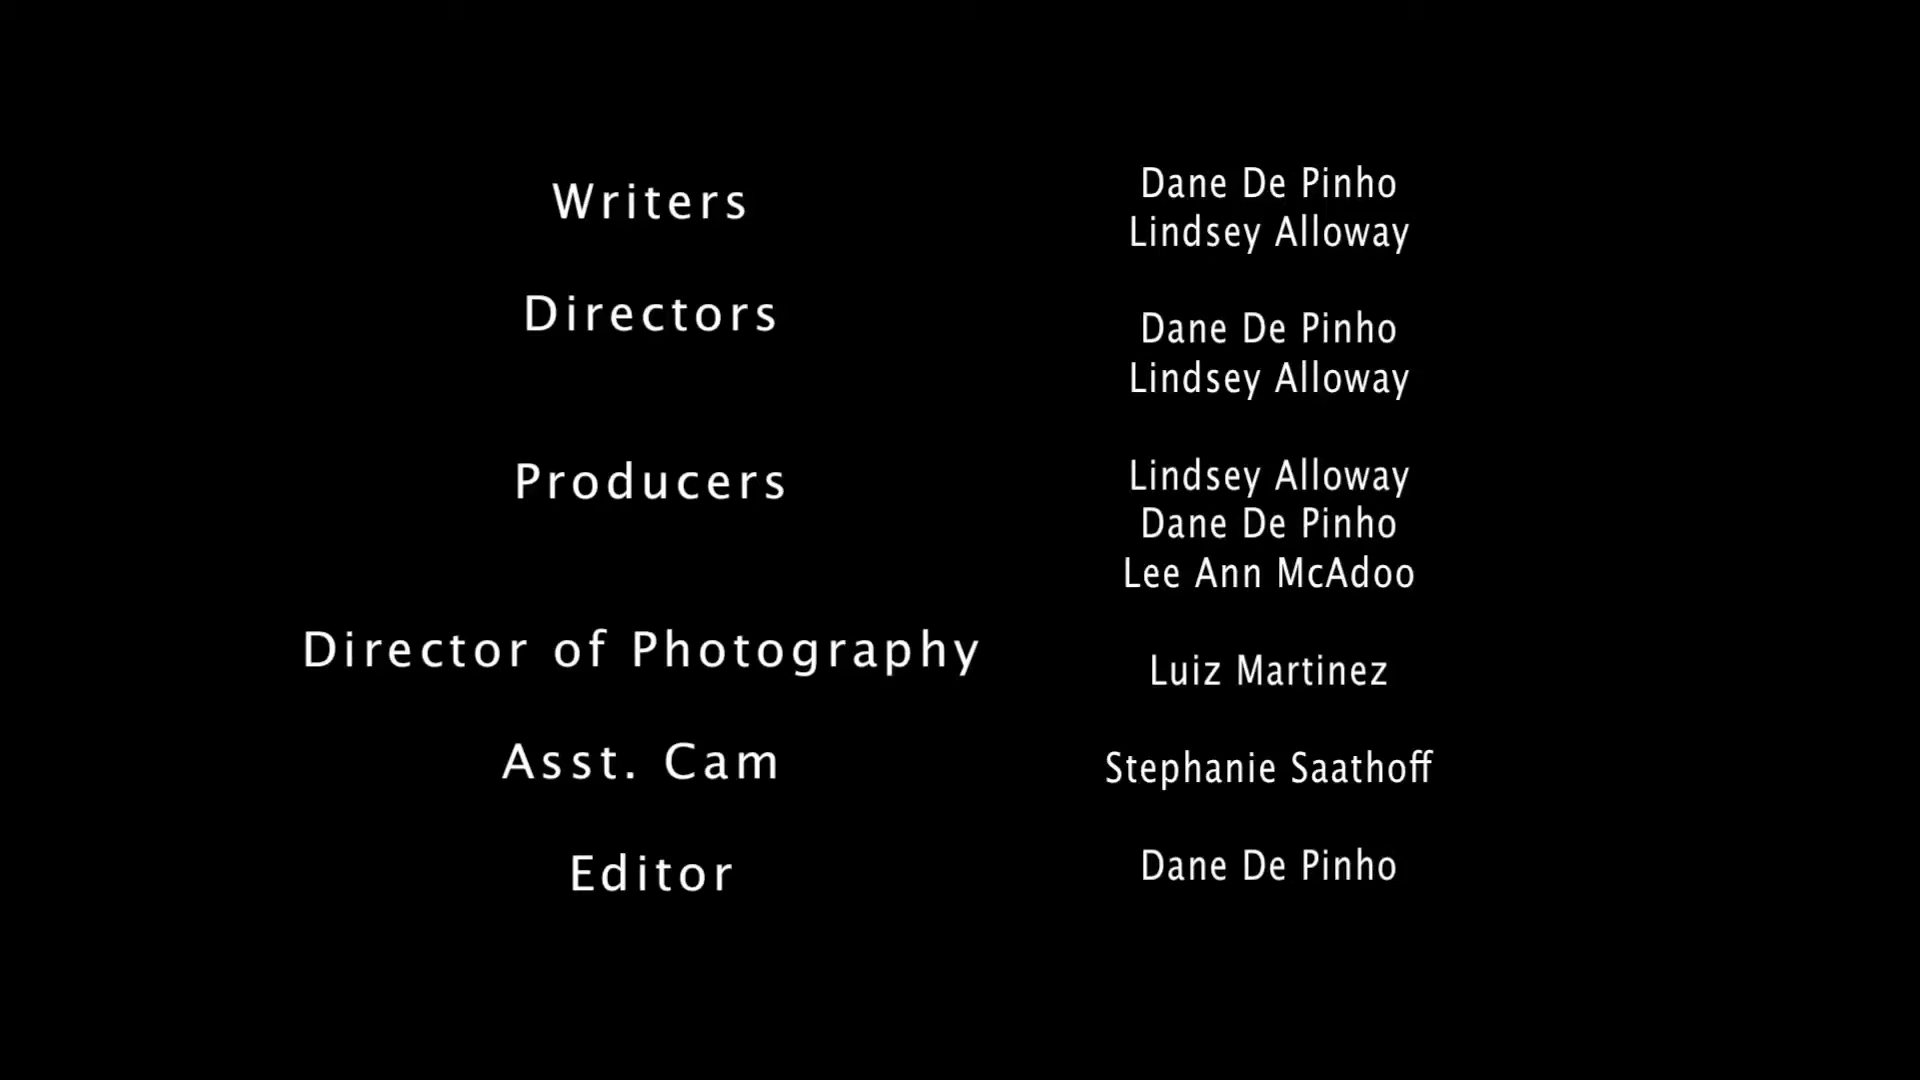 Writers
Dane De Pinho
Lindsey Alloway
Directors
Dane De Pinho
Lindsey Alloway
Producers
Lindsey Alloway
Dane De Pinho
Lee Ann McAdoo
Director of Photography
Luiz Martinez
Asst. Cam
Stephanie Saathoff
Editor
Dane De Pinho